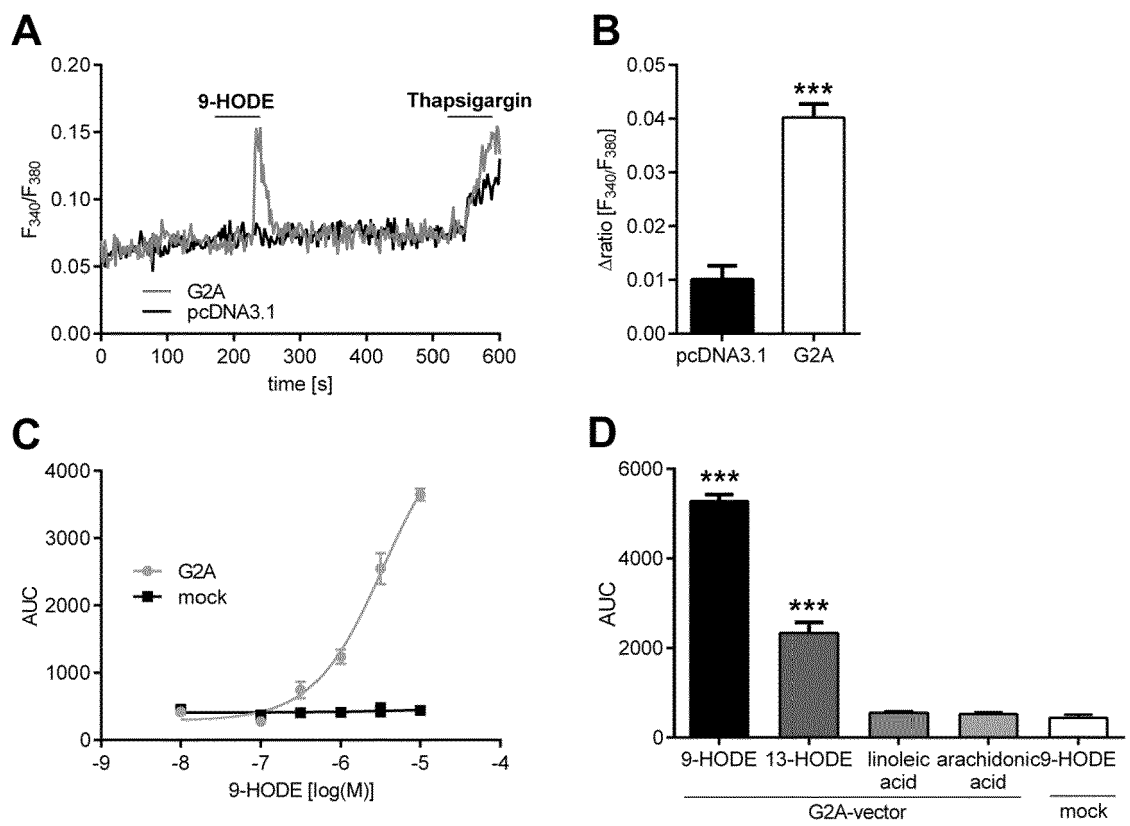 A
0.20
0.15
0.10
0.05
0.00
F340/F380
9-HODE
Thapsigargin
G2A
pcDNA3.1
0 100 200 300 400 500 600
time [s]
B
0.05
0.04
0.03
0.02
0.01
0.00
Δratio [F340/F380]
***
pcDNA3.1 G2A
C
4000
3000
2000
1000
0
AUC
G2A
mock
-9 -8 -7 -6 -5 -4
9-HODE [log(M)]
D
6000
4000
2000
0
AUC
***
***
9-HODE 13-HODE linoleic arachidonic 9-HODE
acid acid
G2A-vector mock